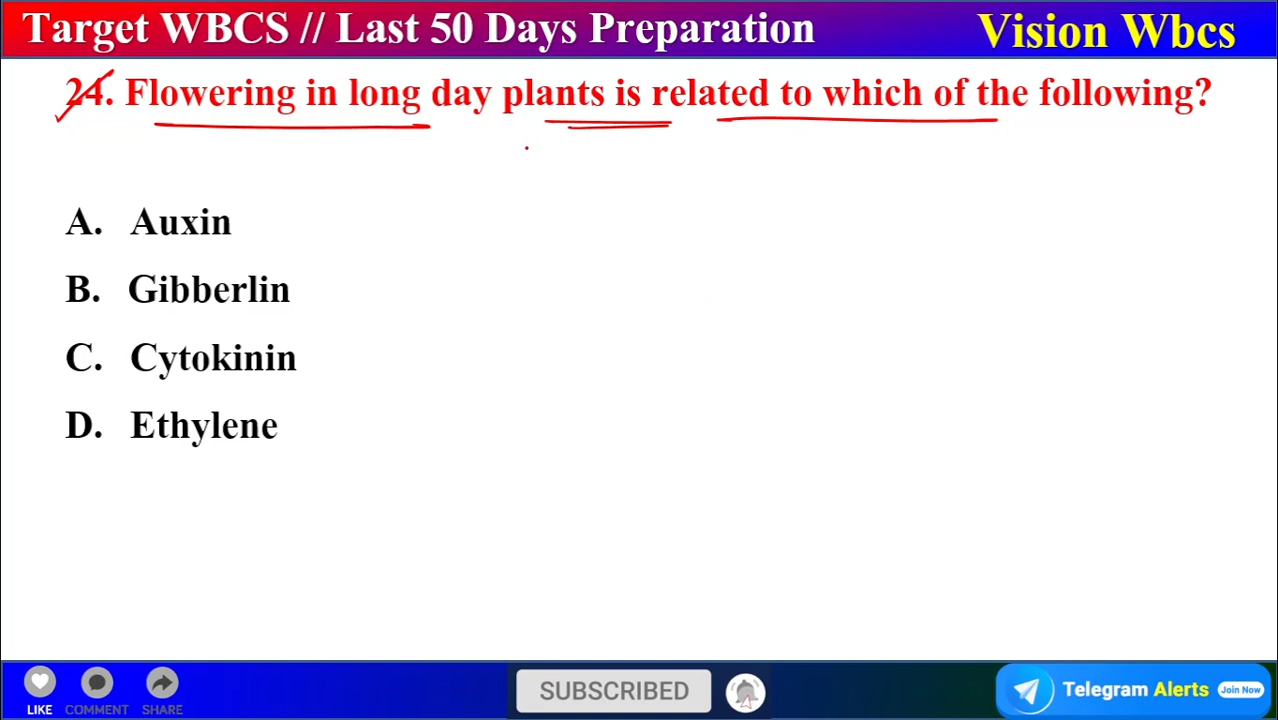 Target WBCS // Last 50 Days Preparation
Vision Wbcs
24. Flowering in long day plants is related to which of the following?
A. Auxin
B. Gibberlin
C. Cytokinin
D. Ethylene
LIKE COMMENT SHARE
SUBSCRIBED
Telegram Alerts Join Now